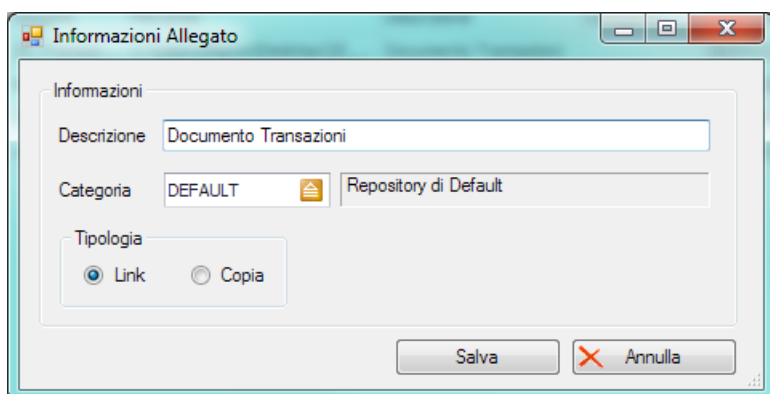 Informazioni Allegato
Informazioni
Descrizione Documento Transazioni
Categoria DEFAULT Repository di Default
Tipologia
Link Copia
Salva Annulla